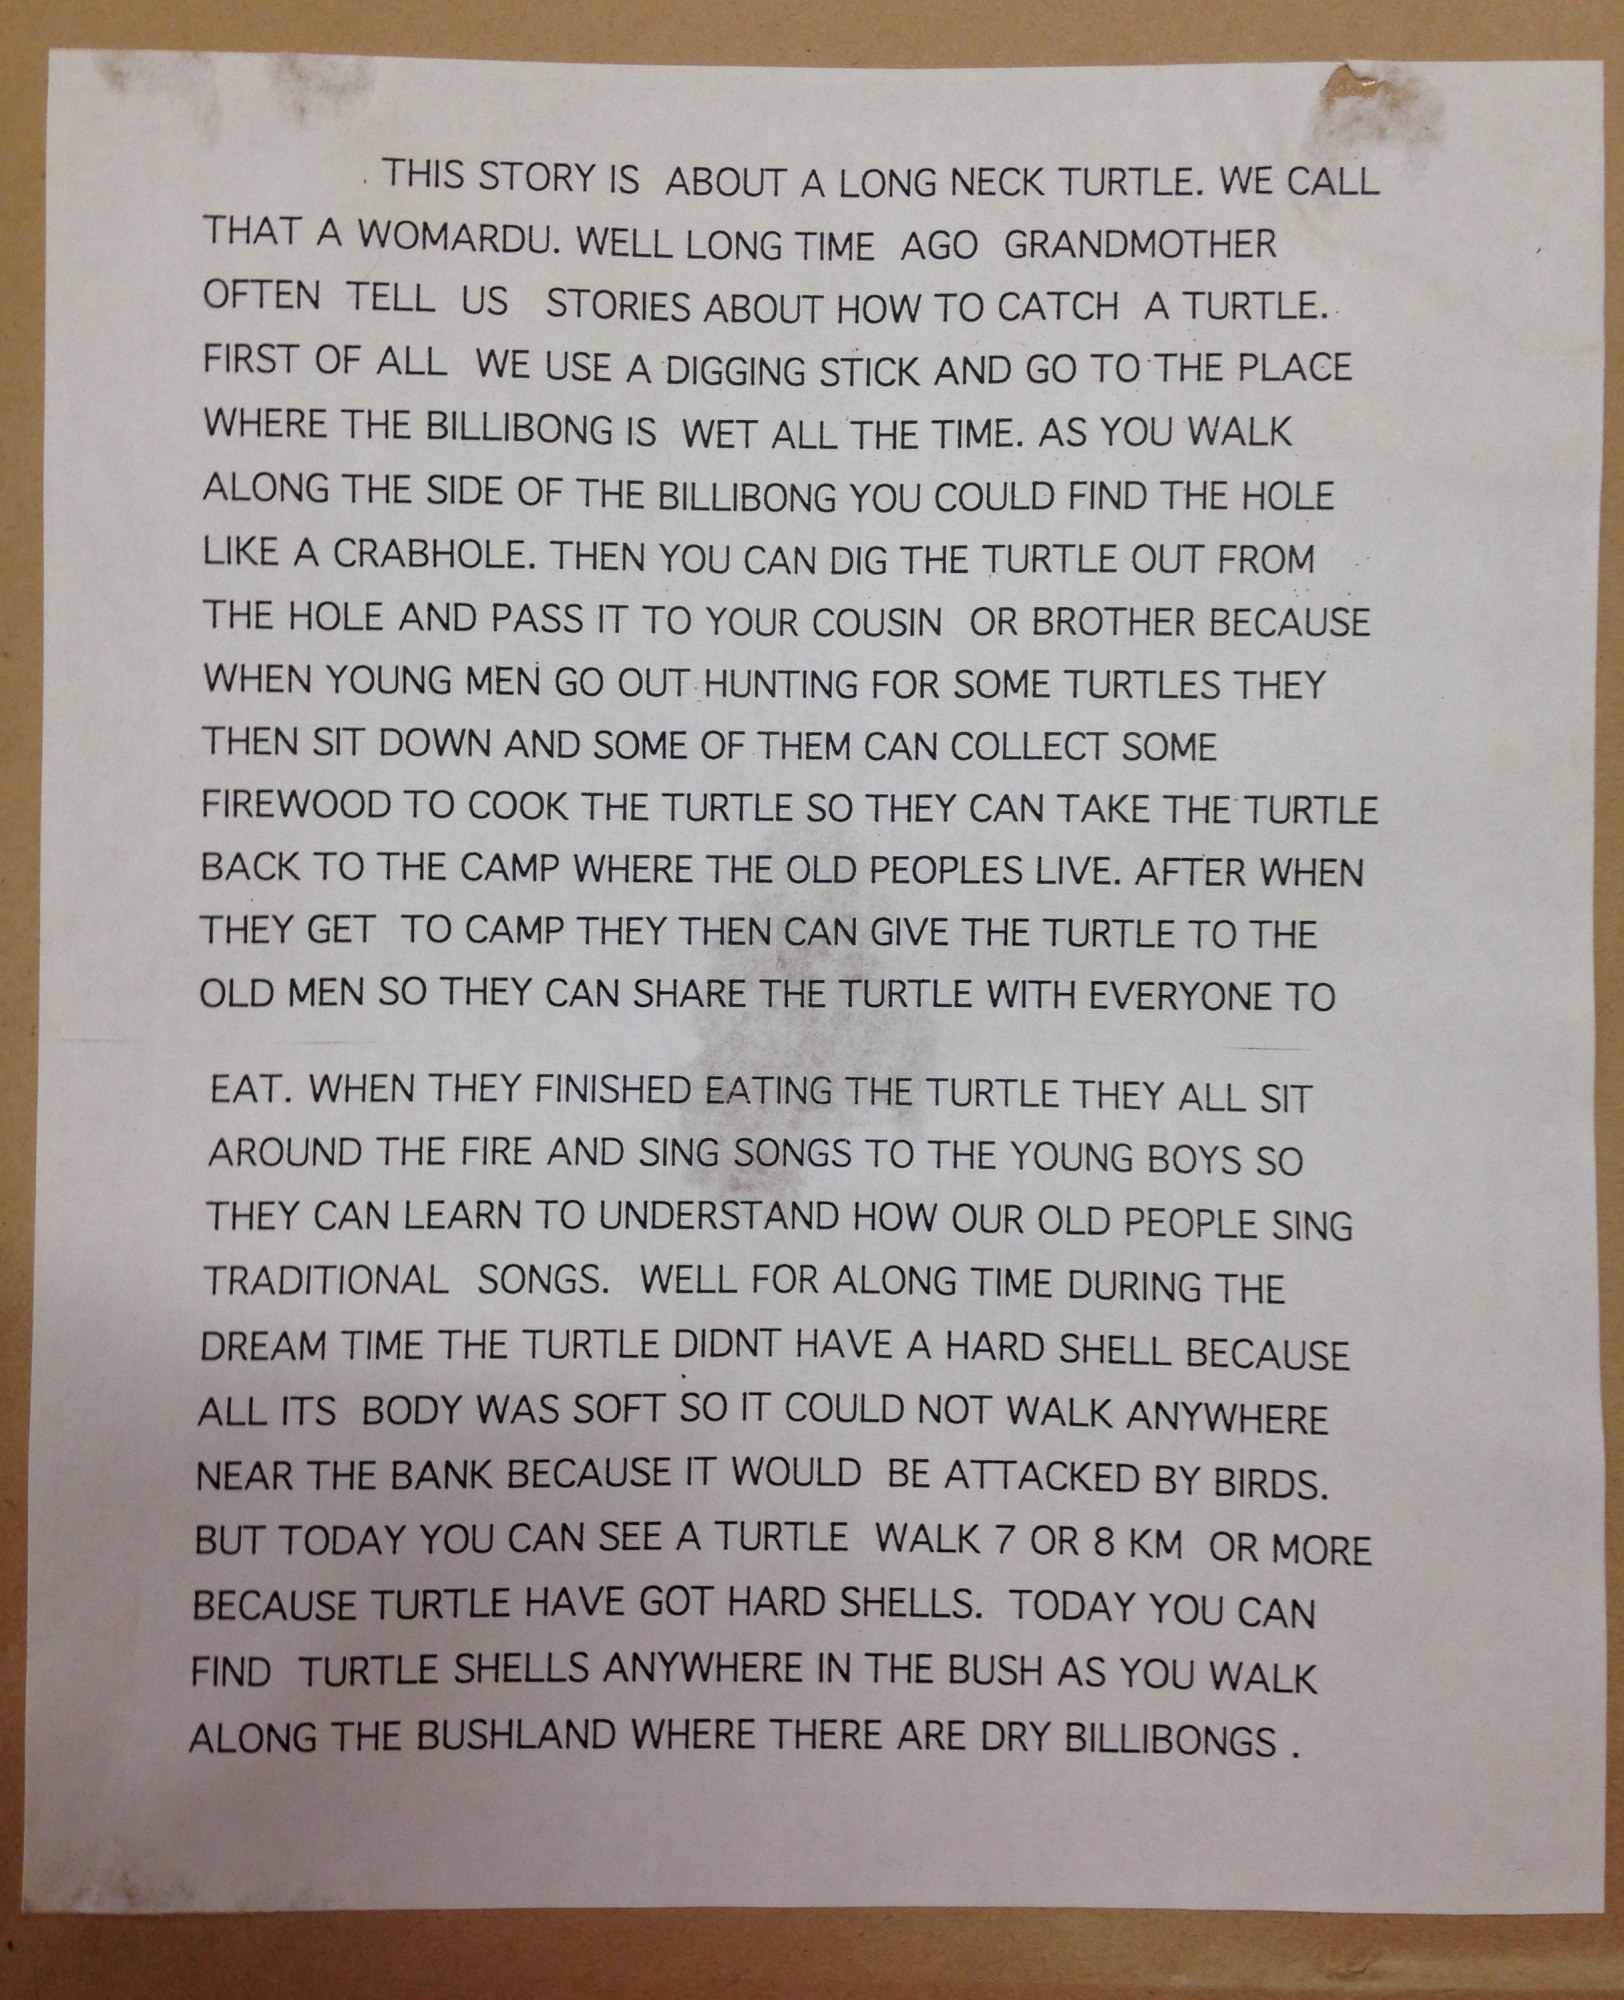 THIS STORY IS ABOUT A LONG NECK TURTLE. WE CALL
THAT A WOMARDU. WELL LONG TIME AGO GRANDMOTHER
OFTEN TELL US STORIES ABOUT HOW TO CATCH A TURTLE.
FIRST OF ALL WE USE A DIGGING STICK AND GO TO THE PLACE
WHERE THE BILLIBONG IS WET ALL THE TIME. AS YOU WALK
ALONG THE SIDE OF THE BILLIBONG YOU COULD FIND THE HOLE
LIKE A CRABHOLE. THEN YOU CAN DIG THE TURTLE OUT FROM
THE HOLE AND PASS IT TO YOUR COUSIN OR BROTHER BECAUSE
WHEN YOUNG MEN GO OUT HUNTING FOR SOME TURTLES THEY
THEN SIT DOWN AND SOME OF THEM CAN COLLECT SOME
FIREWOOD TO COOK THE TURTLE SO THEY CAN TAKE THE TURTLE
BACK TO THE CAMP WHERE THE OLD PEOPLES LIVE. AFTER WHEN
THEY GET TO CAMP THEY THEN CAN GIVE THE TURTLE TO THE
OLD MEN SO THEY CAN SHARE THE TURTLE WITH EVERYONE TO
EAT. WHEN THEY FINISHED EATING THE TURTLE THEY ALL SIT
AROUND THE FIRE AND SING SONGS TO THE YOUNG BOYS SO
THEY CAN LEARN TO UNDERSTAND HOW OUR OLD PEOPLE SING
TRADITIONAL SONGS. WELL FOR ALONG TIME DURING THE
DREAM TIME THE TURTLE DIDNT HAVE A HARD SHELL BECAUSE
ALL ITS BODY WAS SOFT SO IT COULD NOT WALK ANYWHERE
NEAR THE BANK BECAUSE IT WOULD BE ATTACKED BY BIRDS.
BUT TODAY YOU CAN SEE A TURTLE WALK 7 OR 8 KM OR MORE
BECAUSE TURTLE HAVE GOT HARD SHELLS. TODAY YOU CAN
FIND TURTLE SHELLS ANYWHERE IN THE BUSH AS YOU WALK
ALONG THE BUSHLAND WHERE THERE ARE DRY BILLIBONGS .